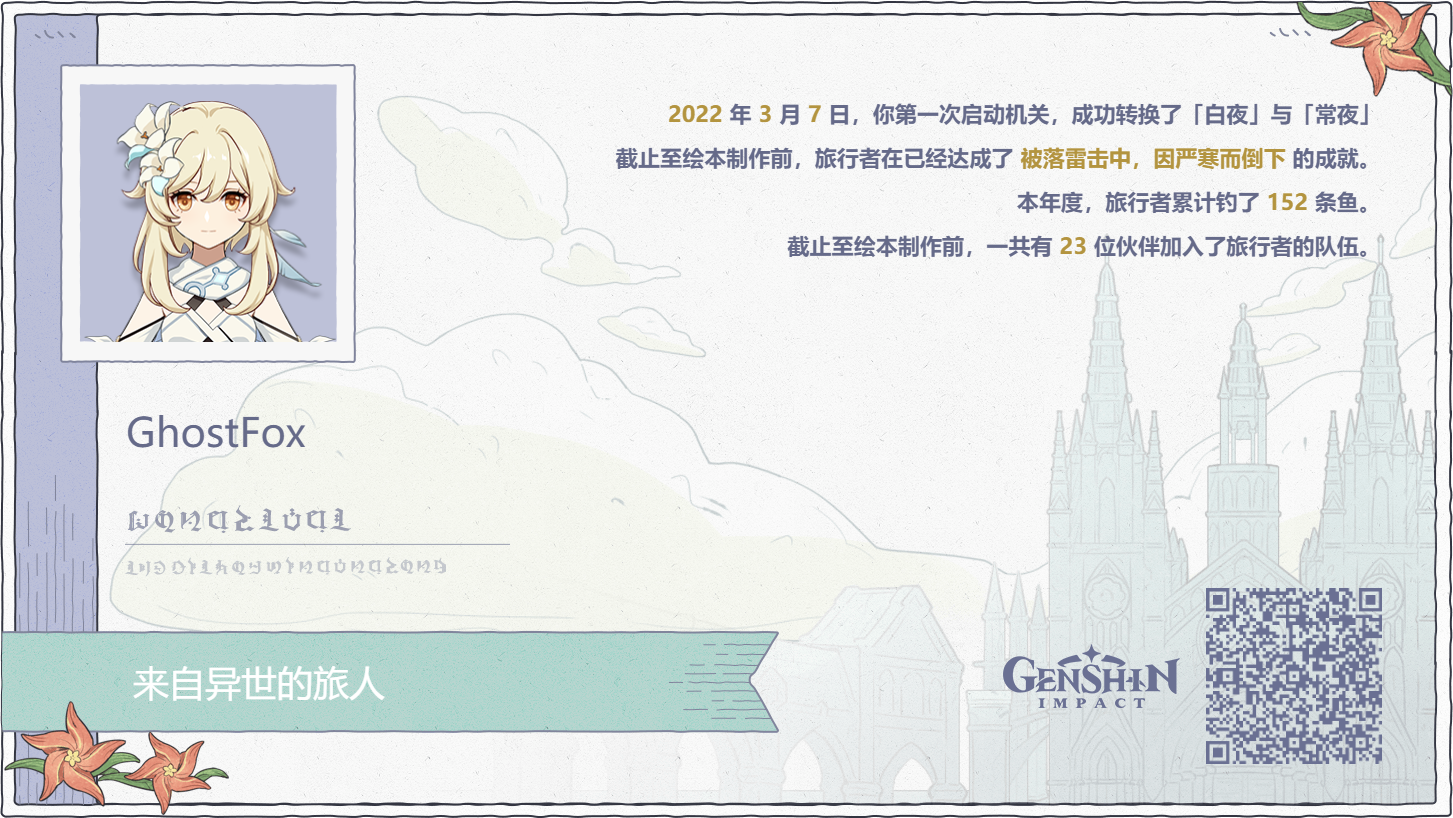 2022 年 3 月 7 日，你第一次启动机关，成功转换了「白夜」与「常夜」
截止至绘本制作前，旅行者在已经达成了 被落雷击中，因严寒而倒下 的成就。
本年度，旅行者累计钓了 152 条鱼。
截止至绘本制作前，一共有 23 位伙伴加入了旅行者的队伍。
GhostFox
来自异世的旅人
GENSHIN
IMPACT